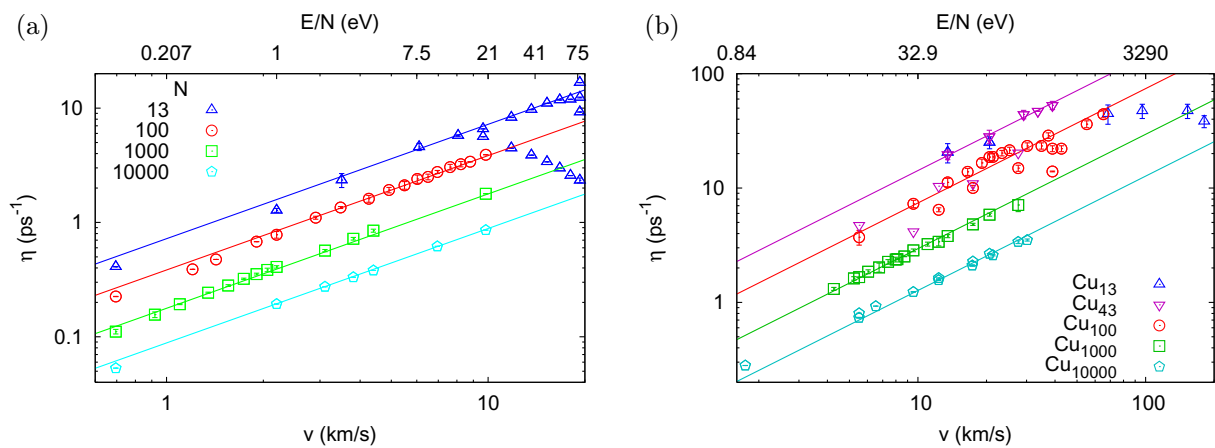 (a)
E/N (eV)
0.207 1 7.5 21 41 75
η (ps⁻¹)
10
1
0.1
N
13
100
1000
10000
1 10
v (km/s)
(b)
E/N (eV)
0.84 32.9 3290
η (ps⁻¹)
100
10
1
Cu₁₃
Cu₄₃
Cu₁₀₀
Cu₁₀₀₀
Cu₁₀₀₀₀
10 100
v (km/s)